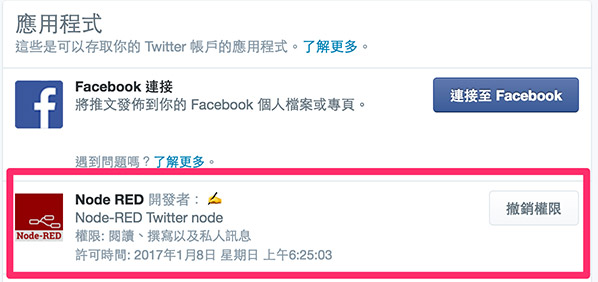 應用程式
這些是可以存取你的 Twitter 帳戶的應用程式。了解更多。
Facebook 連接
將推文發佈到你的 Facebook 個人檔案或專頁。
連接至 Facebook
遇到問題嗎？了解更多。
Node RED 開發者： ✍️
Node-RED Twitter node
權限: 閱讀、撰寫以及私人訊息
許可時間: 2017年1月8日 星期日 上午6:25:03
Node-RED
撤銷權限